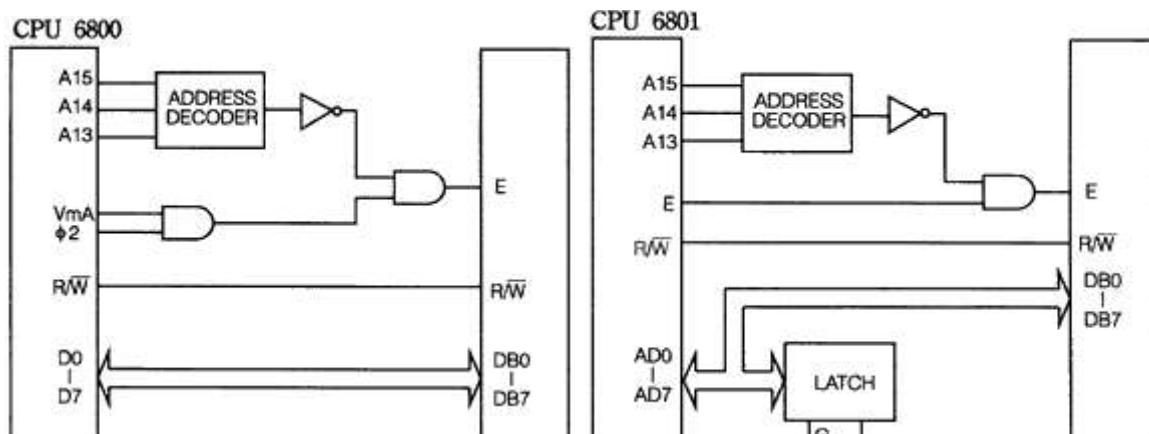 CPU 6800
A15
A14
A13
ADDRESS
DECODER
VmA
ϕ2
E
R/W̅
R/W̅
D0
|
D7
DB0
|
DB7
CPU 6801
A15
A14
A13
ADDRESS
DECODER
E
E
R/W̅
R/W̅
DB0
|
DB7
AD0
|
AD7
LATCH